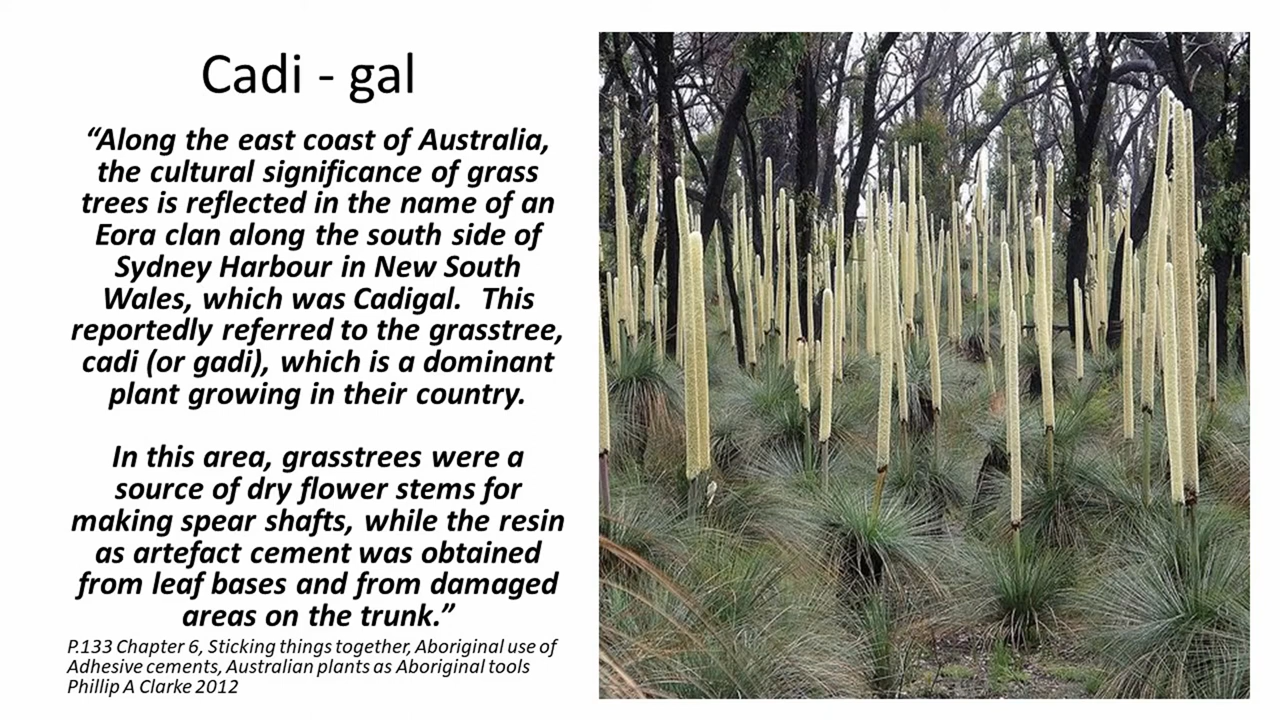 Cadi - gal
“Along the east coast of Australia,
the cultural significance of grass
trees is reflected in the name of an
Eora clan along the south side of
Sydney Harbour in New South
Wales, which was Cadigal.  This
reportedly referred to the grasstree,
cadi (or gadi), which is a dominant
plant growing in their country.
In this area, grasstrees were a
source of dry flower stems for
making spear shafts, while the resin
as artefact cement was obtained
from leaf bases and from damaged
areas on the trunk.”
P.133 Chapter 6, Sticking things together, Aboriginal use of
Adhesive cements, Australian plants as Aboriginal tools
Phillip A Clarke 2012